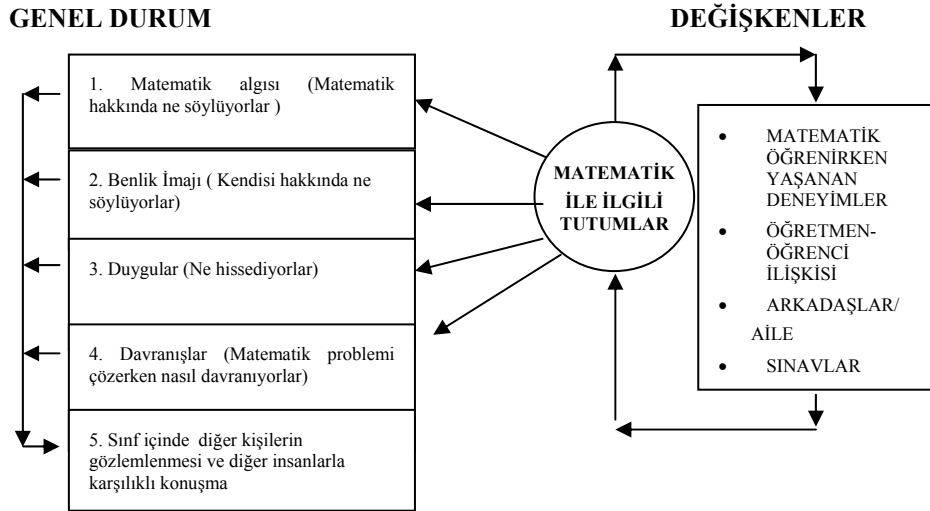 GENEL DURUM
DEĞİŞKENLER
1. Matematik algısı (Matematik
hakkında ne söylüyorlar )
2. Benlik İmajı ( Kendisi hakkında ne
söylüyorlar)
3. Duygular (Ne hissediyorlar)
4. Davranışlar (Matematik problemi
çözerken nasıl davranıyorlar)
5. Sınf içinde diğer kişilerin
gözlemlenmesi ve diğer insanlarla
karşılıklı konuşma
MATEMATİK
İLE İLGİLİ
TUTUMLAR
• MATEMATİK
ÖĞRENİRKEN
YAŞANAN
DENEYİMLER
• ÖĞRETMEN-
ÖĞRENCİ
İLİŞKİSİ
• ARKADAŞLAR/
AİLE
• SINAVLAR